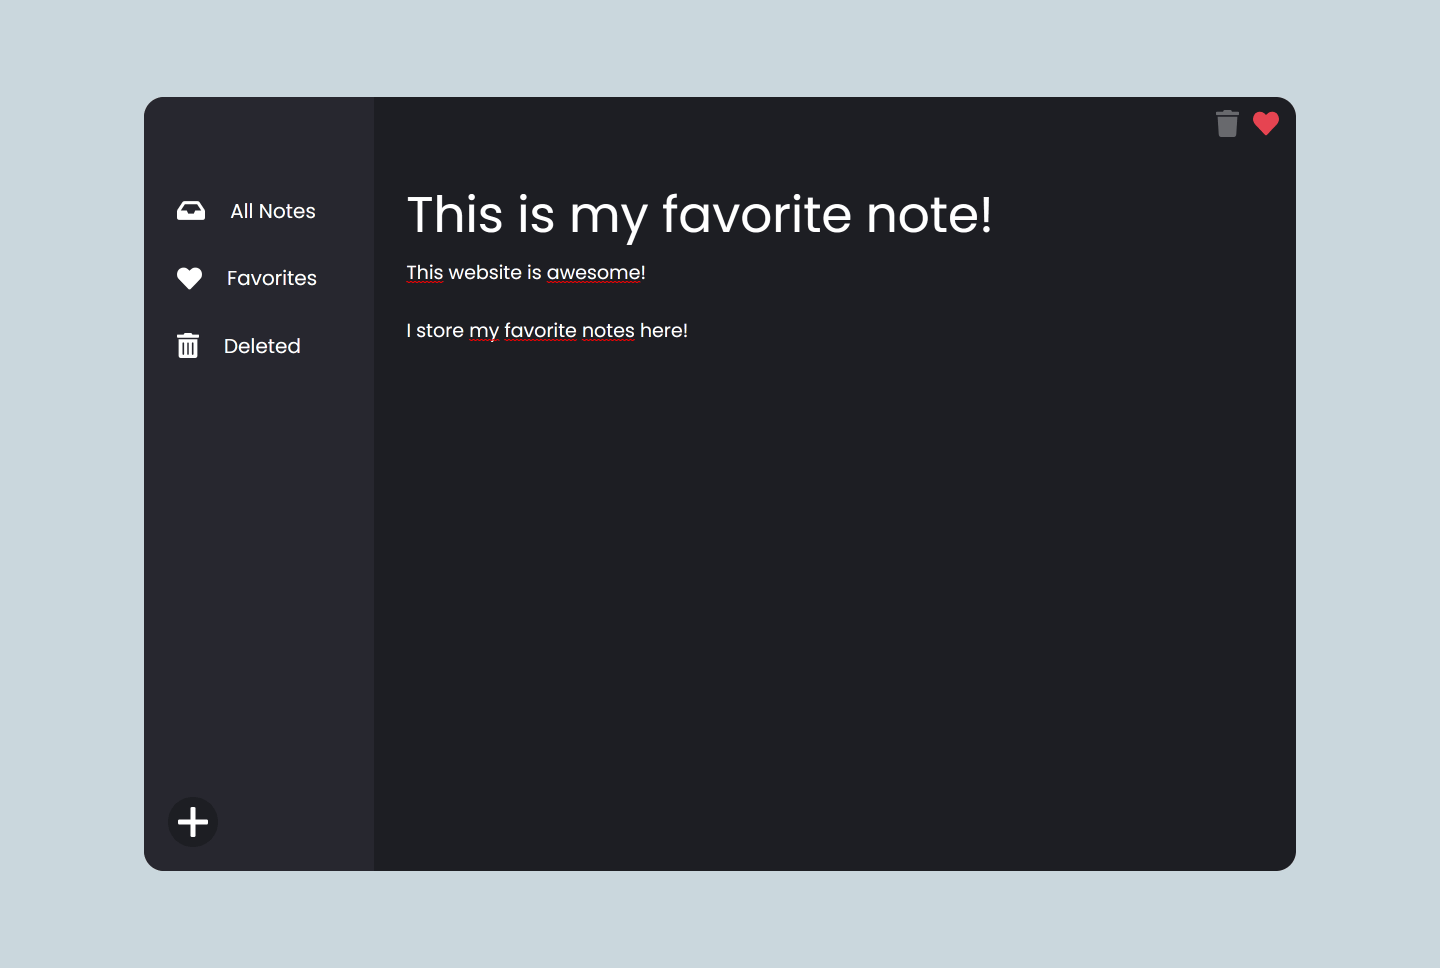 All Notes
Favorites
Deleted
This is my favorite note!
This website is awesome!
I store my favorite notes here!